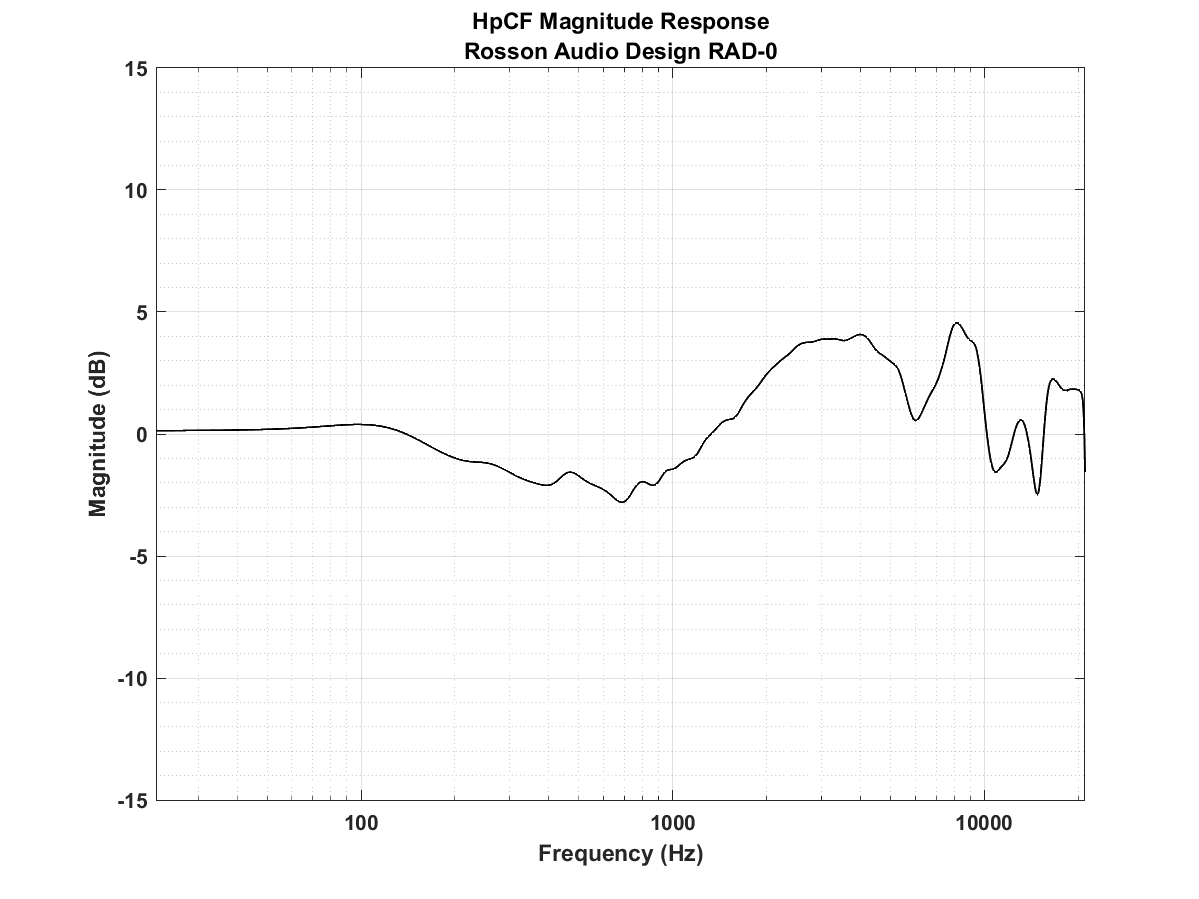 HpCF Magnitude Response
Rosson Audio Design RAD-0
15
10
5
0
-5
-10
-15
Magnitude (dB)
100
1000
10000
Frequency (Hz)